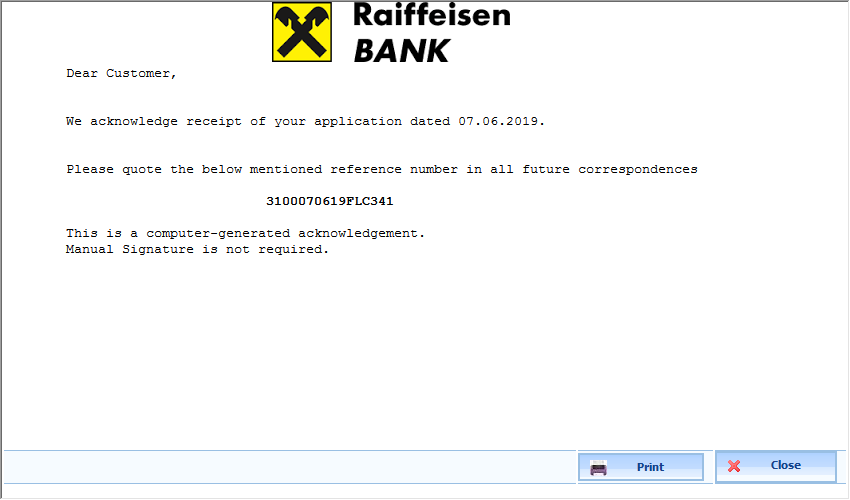 Raiffeisen
BANK
Dear Customer,
We acknowledge receipt of your application dated 07.06.2019.
Please quote the below mentioned reference number in all future correspondences
3100070619FLC341
This is a computer-generated acknowledgement.
Manual Signature is not required.
Print
Close